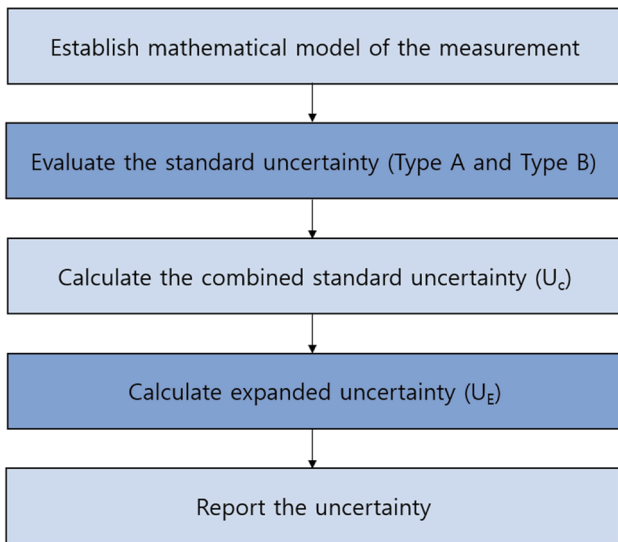 Establish mathematical model of the measurement
Evaluate the standard uncertainty (Type A and Type B)
Calculate the combined standard uncertainty (Uc)
Calculate expanded uncertainty (UE)
Report the uncertainty